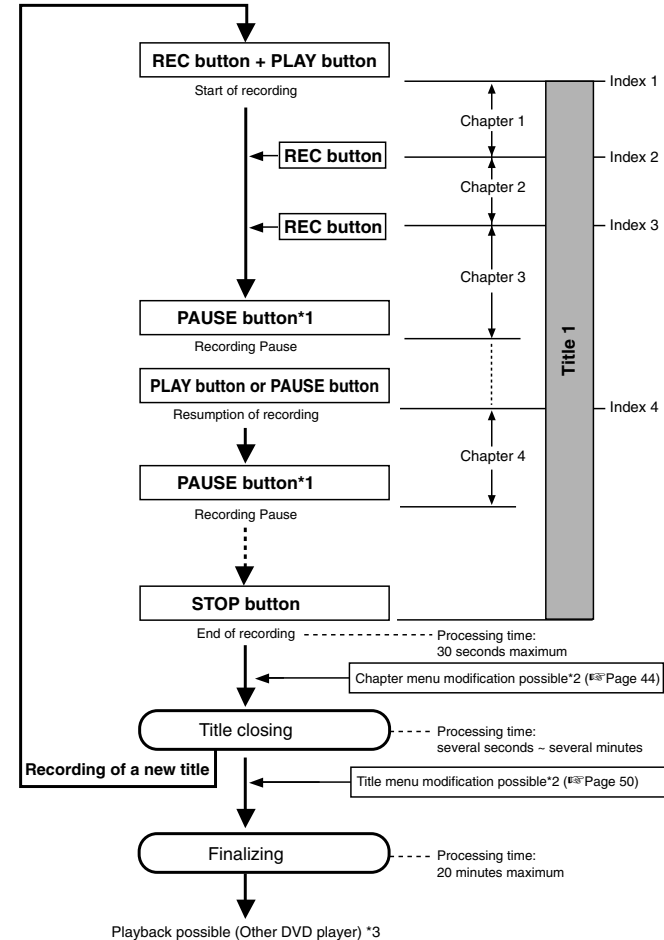 REC button + PLAY button
Start of recording
Index 1
Chapter 1
REC button
Index 2
Chapter 2
REC button
Index 3
Chapter 3
PAUSE button*1
Recording Pause
Title 1
PLAY button or PAUSE button
Resumption of recording
Index 4
Chapter 4
PAUSE button*1
Recording Pause
STOP button
End of recording
Processing time:
30 seconds maximum
Chapter menu modification possible*2 (☞Page 44)
Title closing
Processing time:
several seconds ~ several minutes
Recording of a new title
Title menu modification possible*2 (☞Page 50)
Finalizing
Processing time:
20 minutes maximum
Playback possible (Other DVD player) *3